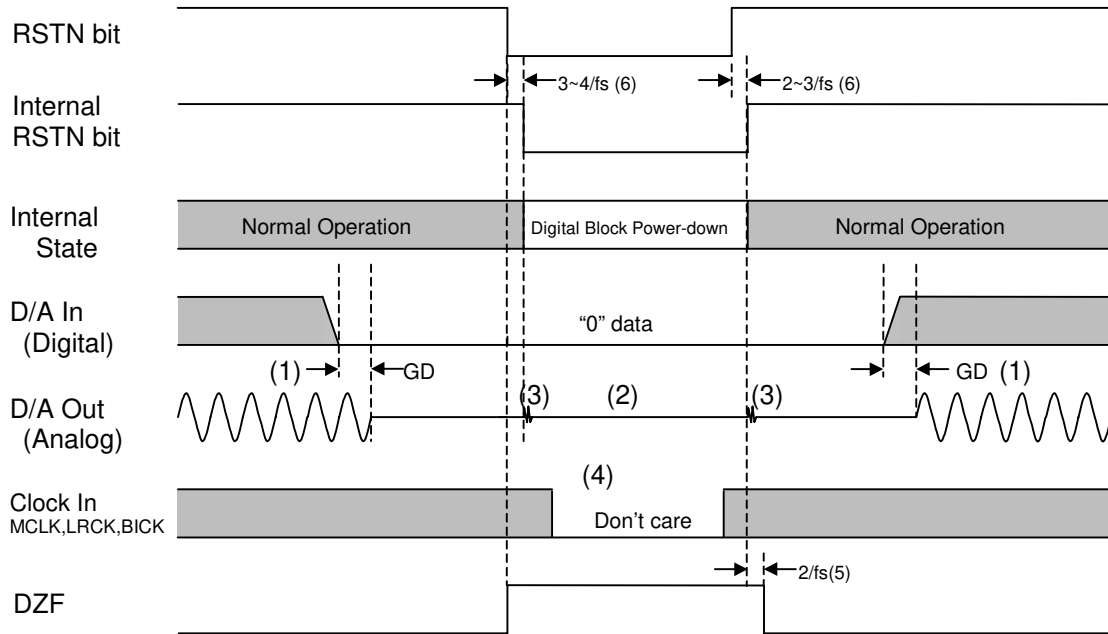 RSTN bit
3~4/fs (6)
2~3/fs (6)
Internal
RSTN bit
Internal
State
Normal Operation
Digital Block Power-down
Normal Operation
D/A In
(Digital)
“0” data
(1)
GD
GD (1)
D/A Out
(Analog)
(3)
(2)
(3)
(4)
Clock In
MCLK,LRCK,BICK
Don’t care
2/fs(5)
DZF